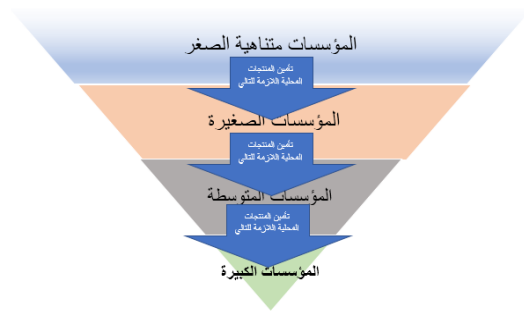 المؤسسات متناهية الصغر
تأمين المنتجات
المحلية اللازمة للتالي
المؤسسات الصغيرة
تأمين المنتجات
المحلية اللازمة للتالي
المؤسسات المتوسطة
تأمين المنتجات
المحلية اللازمة للتالي
المؤسسات الكبيرة